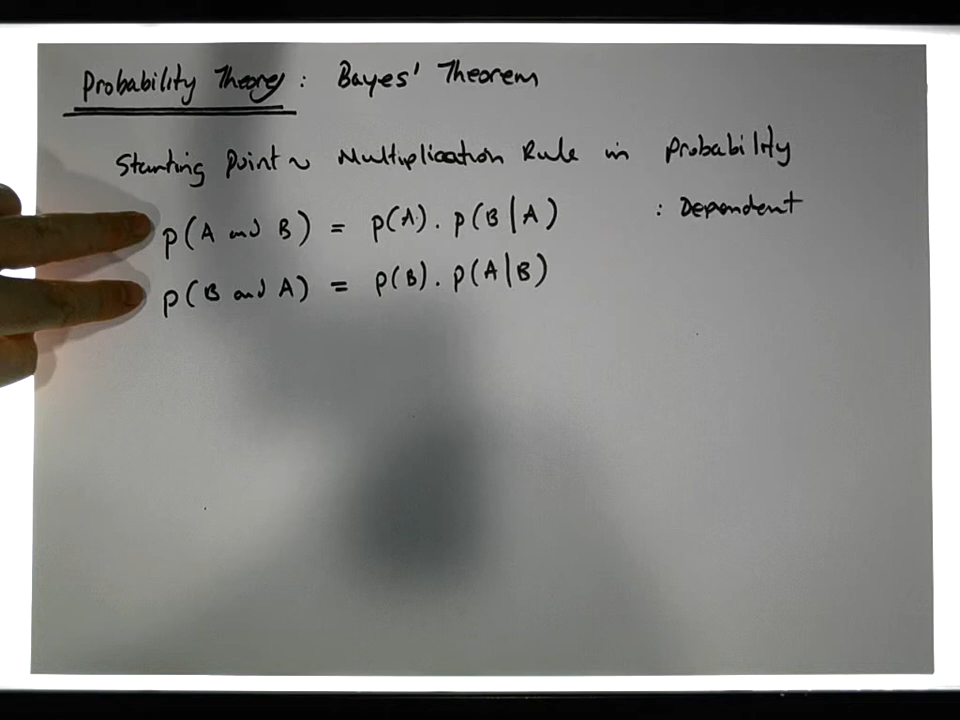 Probability Theory : Bayes' Theorem
Starting Point ~ Multiplication Rule in Probability
: Dependent
P(A and B) = P(A) . P(B|A)
P(B and A) = P(B) . P(A|B)